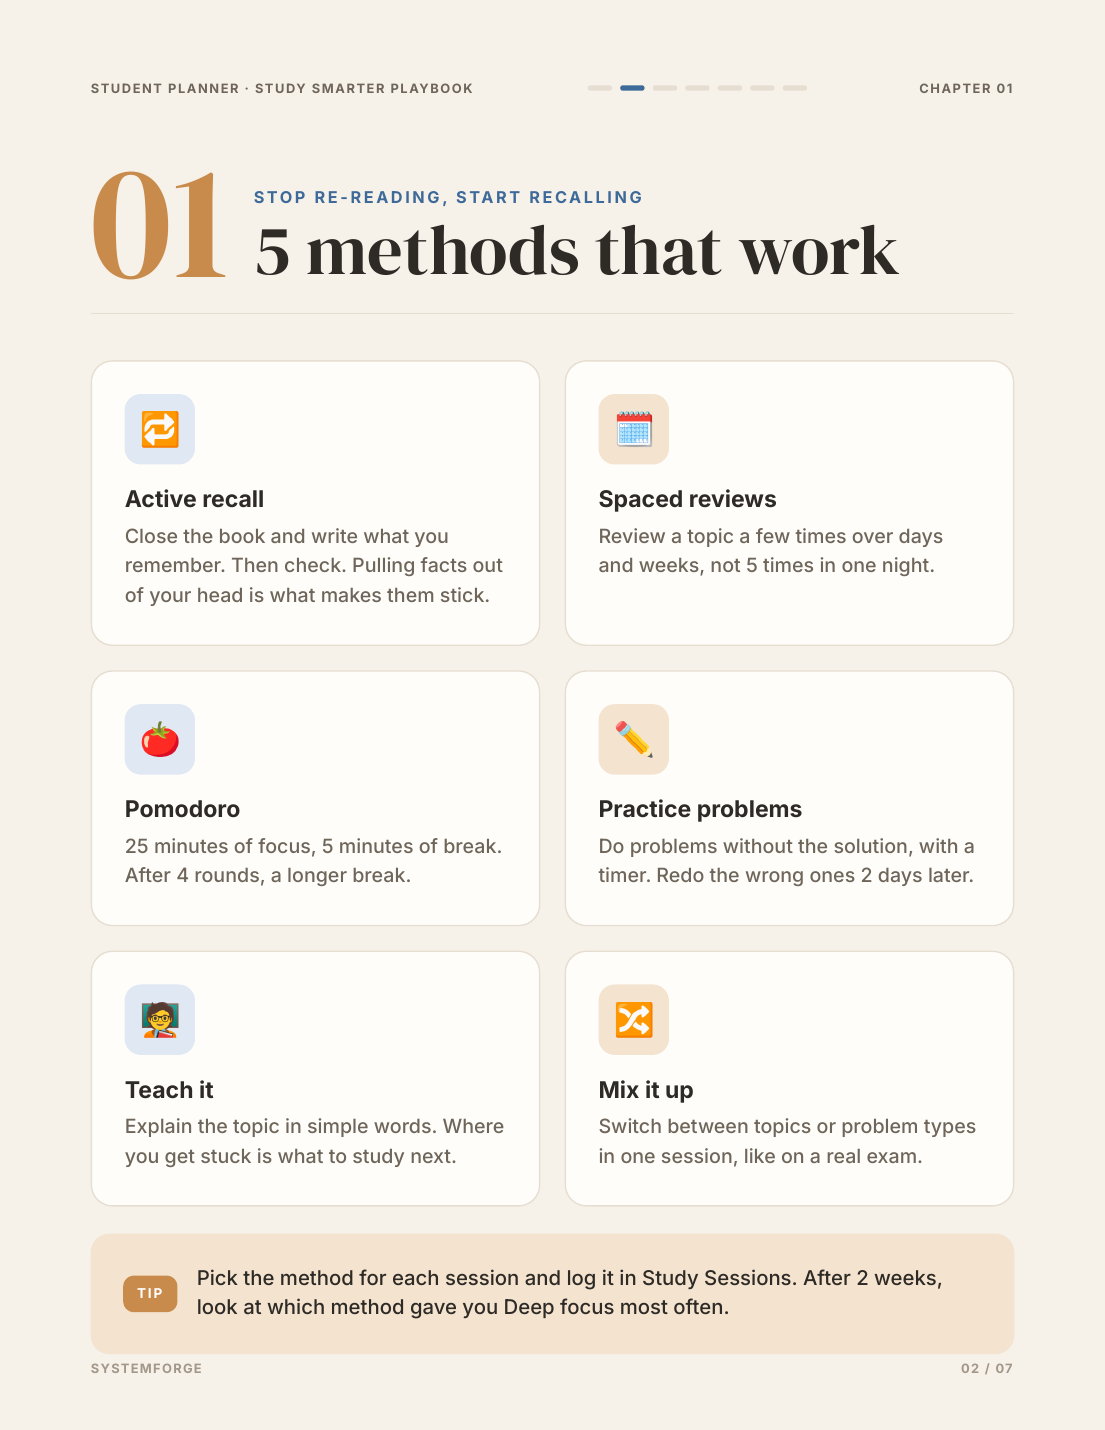 STUDENT PLANNER · STUDY SMARTER PLAYBOOK
CHAPTER 01
01
STOP RE-READING, START RECALLING
5 methods that work
Active recall
Close the book and write what you
remember. Then check. Pulling facts out
of your head is what makes them stick.
Spaced reviews
Review a topic a few times over days
and weeks, not 5 times in one night.
Pomodoro
25 minutes of focus, 5 minutes of break.
After 4 rounds, a longer break.
Practice problems
Do problems without the solution, with a
timer. Redo the wrong ones 2 days later.
Teach it
Explain the topic in simple words. Where
you get stuck is what to study next.
Mix it up
Switch between topics or problem types
in one session, like on a real exam.
TIP
Pick the method for each session and log it in Study Sessions. After 2 weeks,
look at which method gave you Deep focus most often.
SYSTEMFORGE
02 / 07